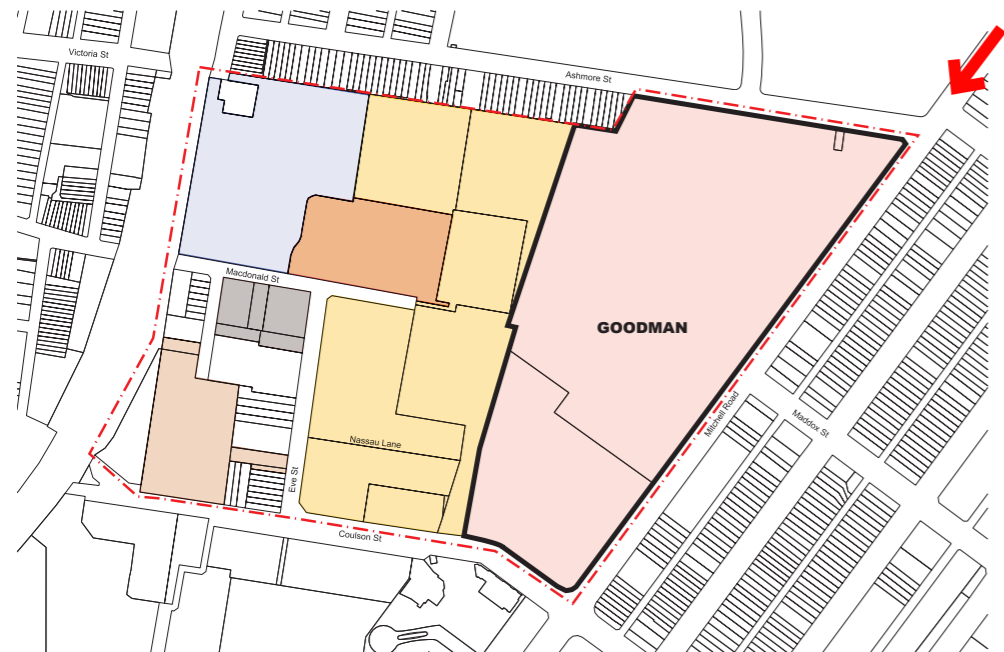 Victoria St
Ashmore St
Macdonald St
GOODMAN
Mitchell Road
Maddox St
Nassau Lane
Eve St
Coulson St